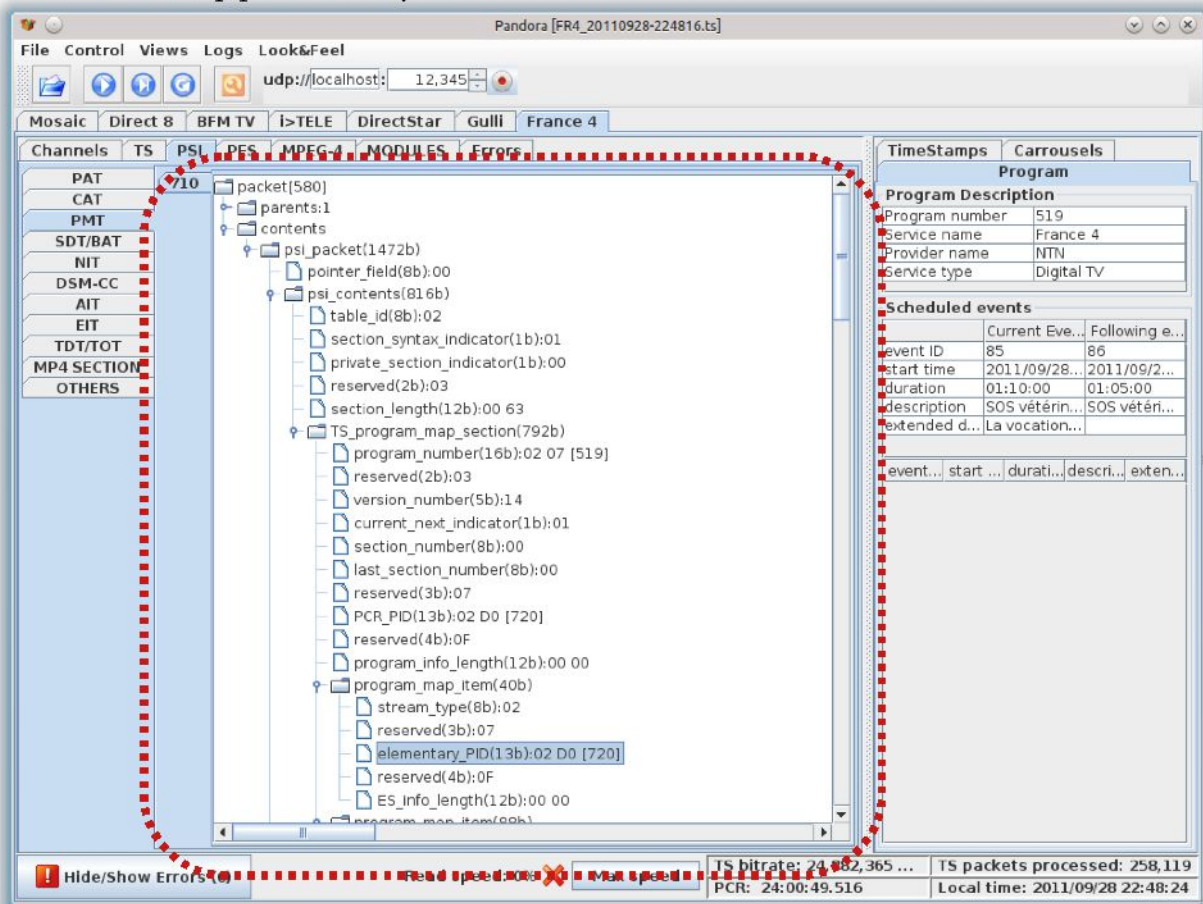 Pandora [FR4_20110928-224816.ts]
File Control Views Logs Look&Feel
udp://localhost: 12,345
Mosaic Direct 8 BFM TV i>TELE DirectStar Gulli France 4
Channels TS PSI PES MPEG-4 MODULES Errors
PAT
CAT
PMT
SDT/BAT
NIT
DSM-CC
AIT
EIT
TDT/TOT
MP4 SECTION
OTHERS
710
packet[580]
parents:1
contents
psi_packet(1472b)
pointer_field(8b):00
psi_contents(816b)
table_id(8b):02
section_syntax_indicator(1b):01
private_section_indicator(1b):00
reserved(2b):03
section_length(12b):00 63
TS_program_map_section(792b)
program_number(16b):02 07 [519]
reserved(2b):03
version_number(5b):14
current_next_indicator(1b):01
section_number(8b):00
last_section_number(8b):00
reserved(3b):07
PCR_PID(13b):02 D0 [720]
reserved(4b):0F
program_info_length(12b):00 00
program_map_item(40b)
stream_type(8b):02
reserved(3b):07
elementary_PID(13b):02 D0 [720]
reserved(4b):0F
ES_info_length(12b):00 00
program_map_item(88b)
TimeStamps Carrousels
Program
Program Description
Program number 519
Service name France 4
Provider name NTN
Service type Digital TV
Scheduled events
Current Eve... Following e...
event ID 85 86
start time 2011/09/28... 2011/09/2...
duration 01:10:00 01:05:00
description SOS vétérin... SOS vétéri...
extended d... La vocation...
event... start ... durati... descri... exten...
Hide/Show Errors
Read speed: 0% Max speed
TS bitrate: 24,882,365 ... TS packets processed: 258,119
PCR: 24:00:49.516 Local time: 2011/09/28 22:48:24